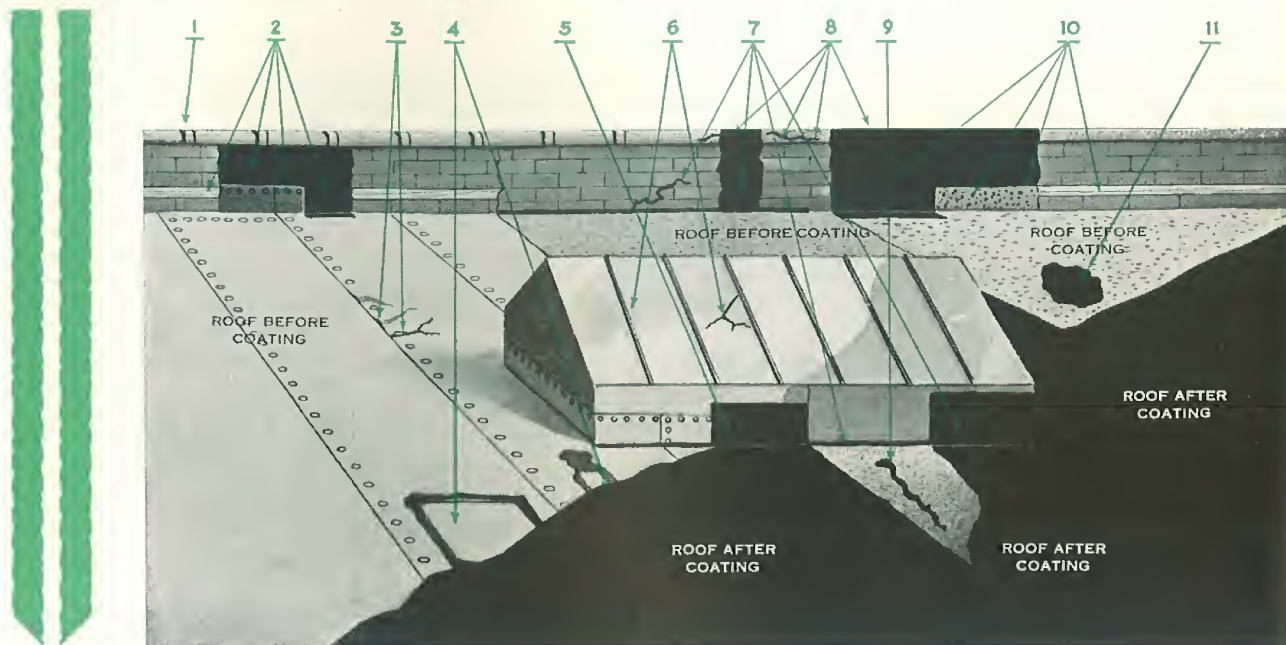 1 2 3 4 5 6 7 8 9 10 11
ROOF BEFORE COATING
ROOF BEFORE
COATING
ROOF BEFORE
COATING
ROOF AFTER
COATING
ROOF AFTER
COATING
ROOF AFTER
COATING